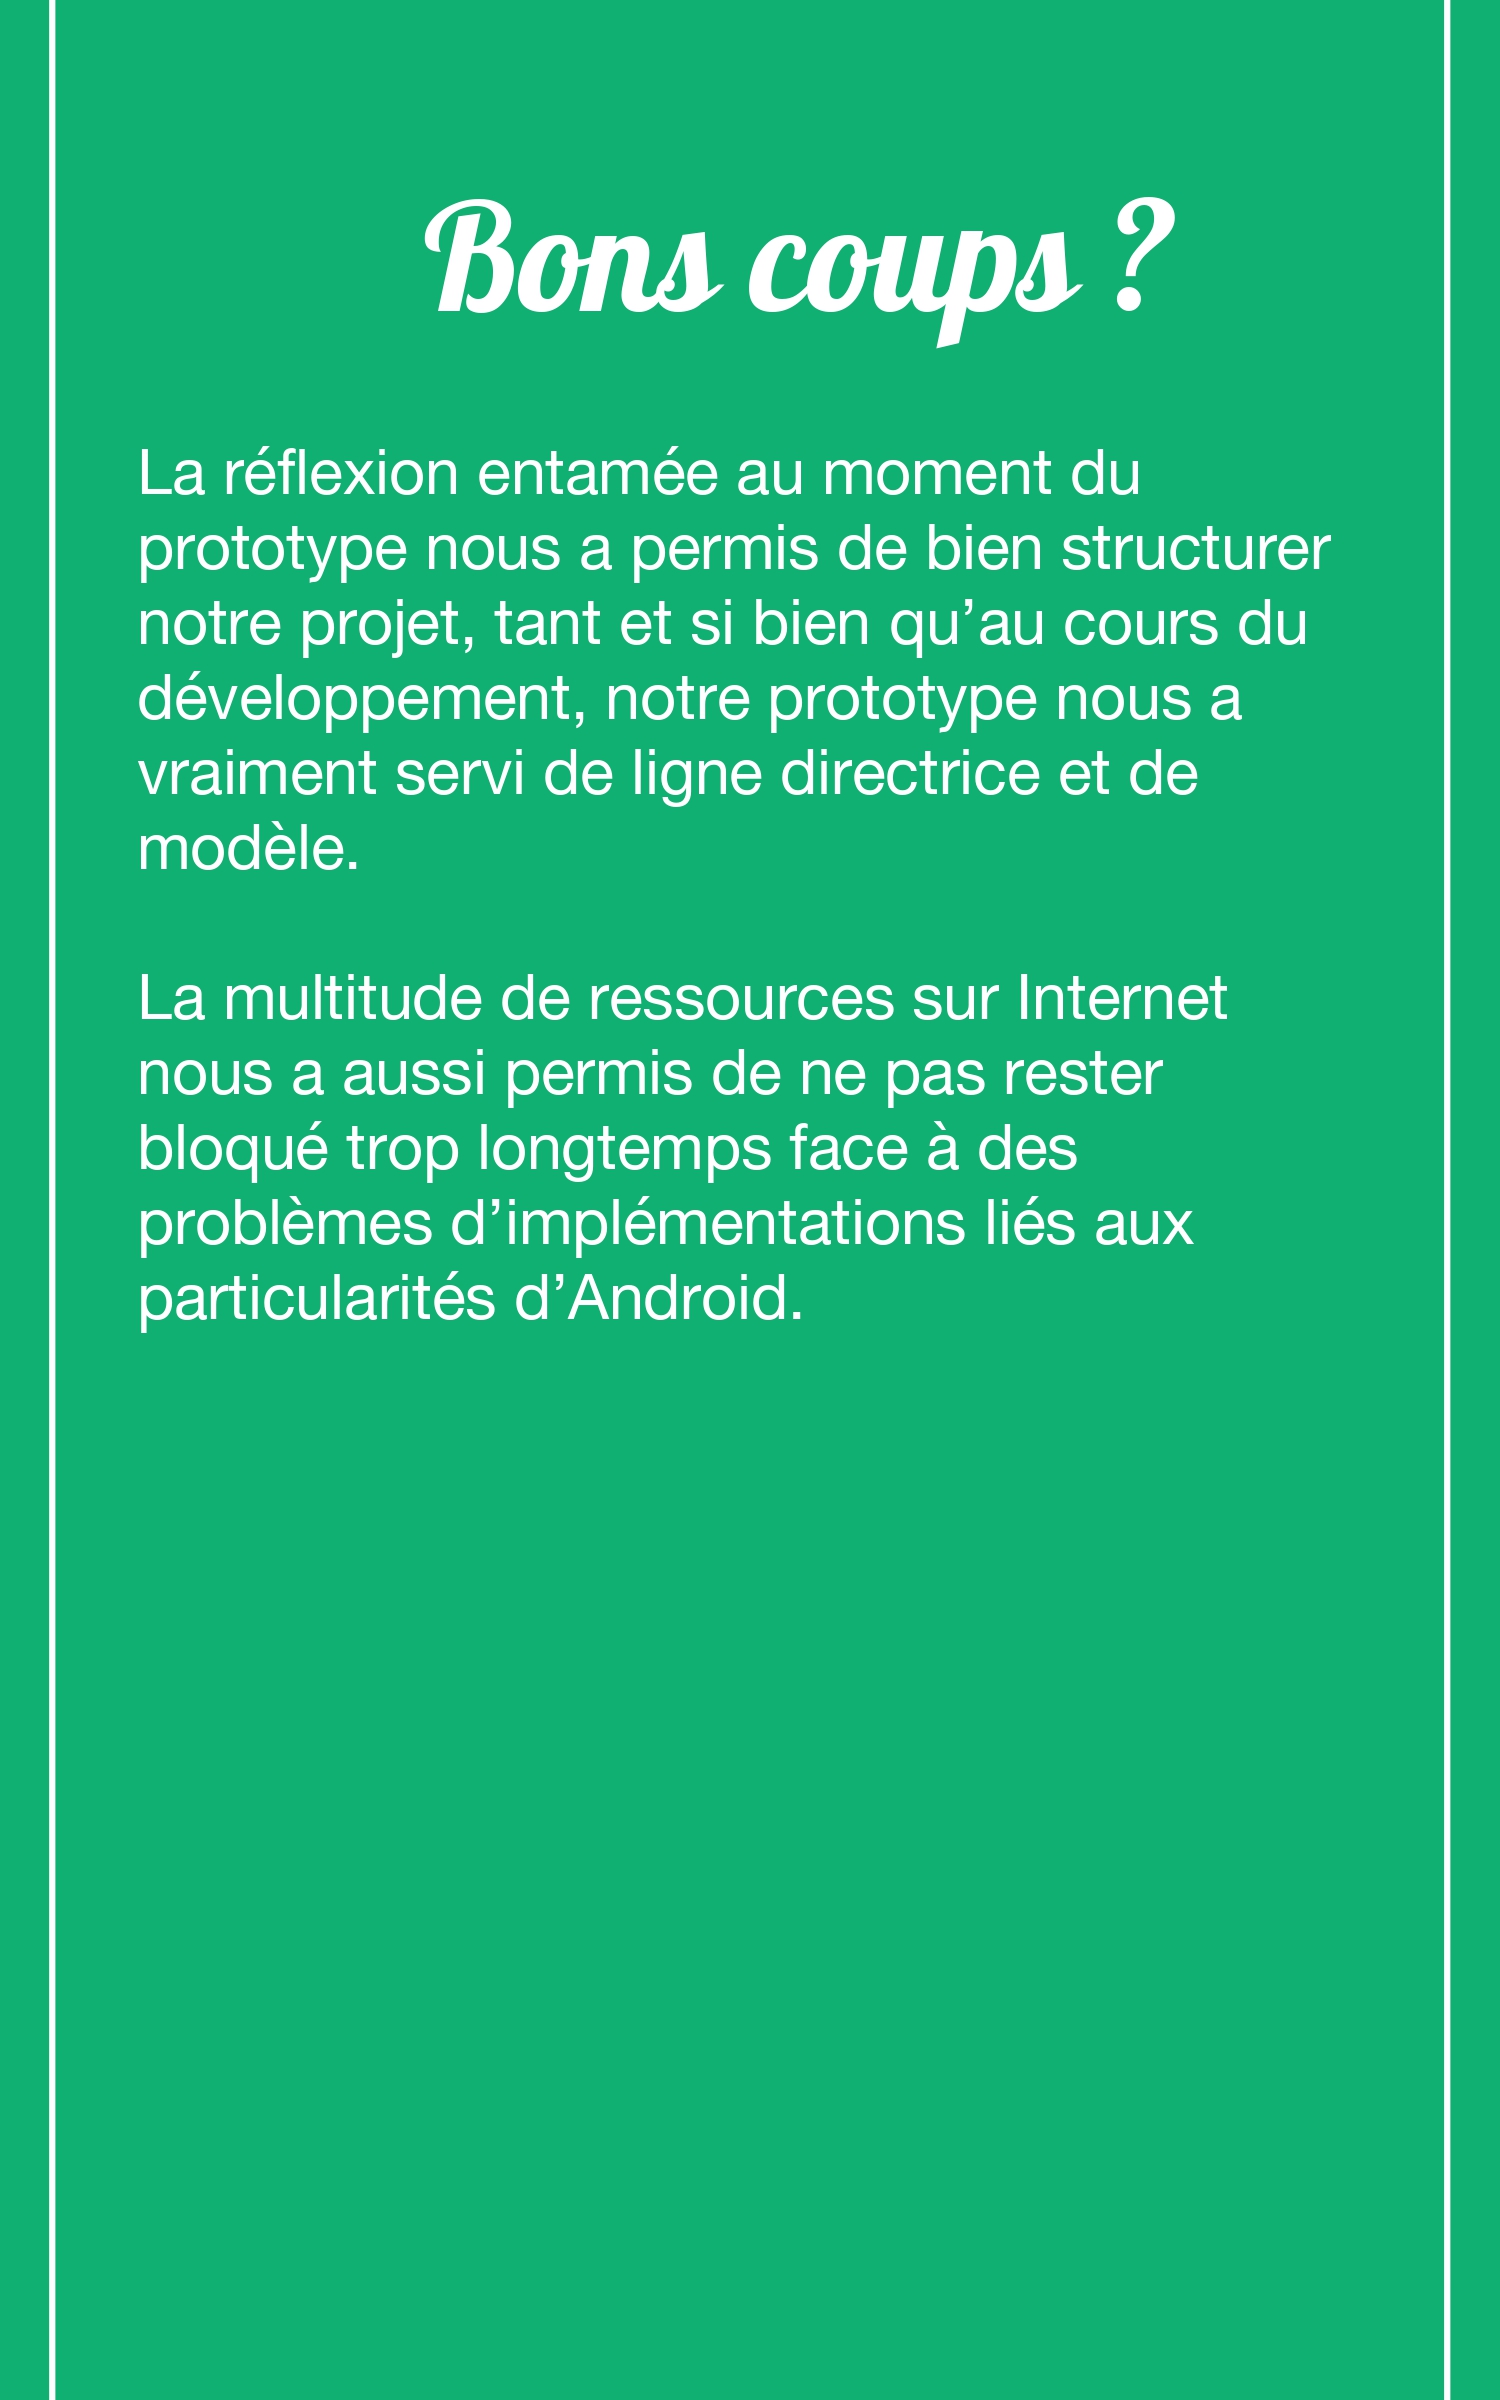 Bons coups ?
La réflexion entamée au moment du
prototype nous a permis de bien structurer
notre projet, tant et si bien qu’au cours du
développement, notre prototype nous a
vraiment servi de ligne directrice et de
modèle.
La multitude de ressources sur Internet
nous a aussi permis de ne pas rester
bloqué trop longtemps face à des
problèmes d’implémentations liés aux
particularités d’Android.